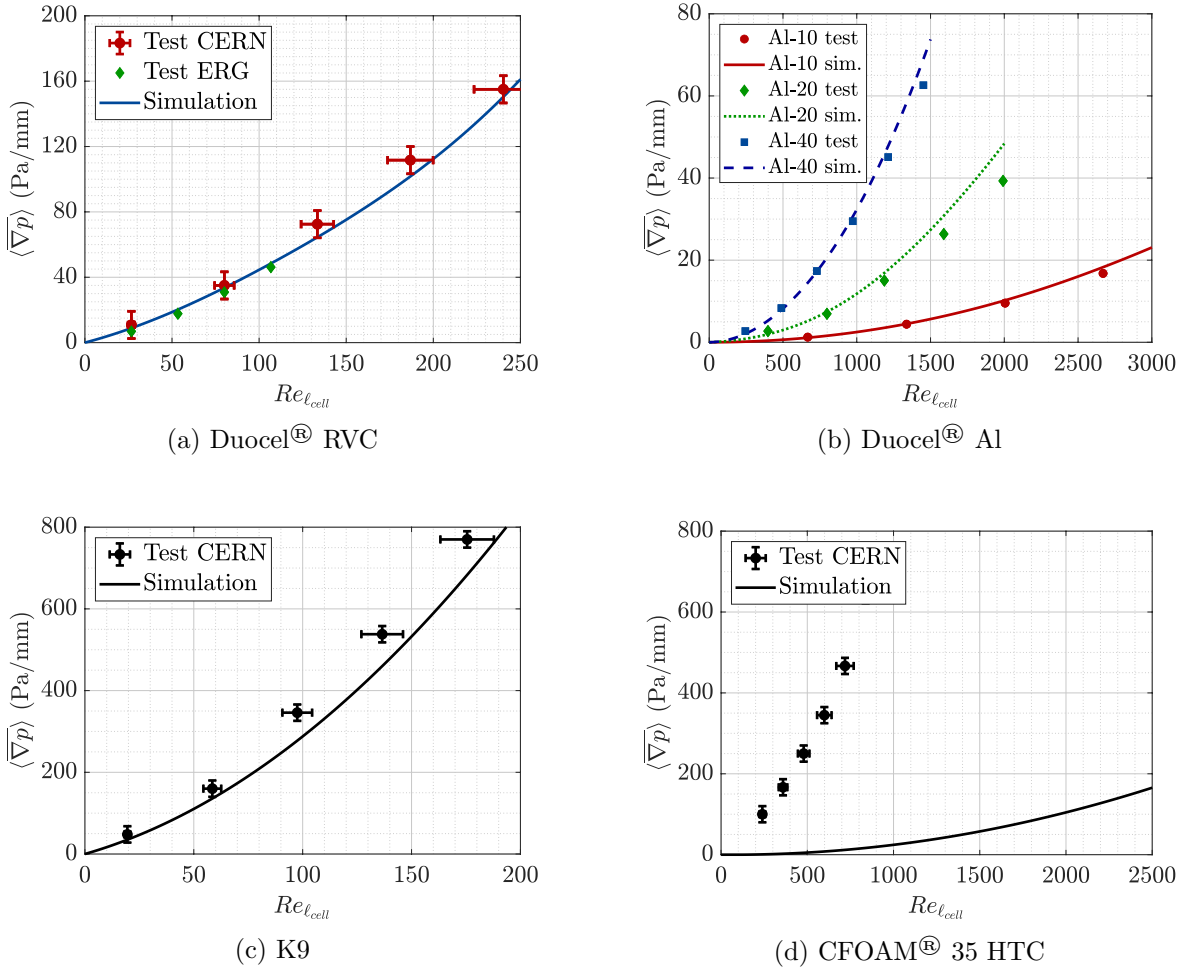 200
160
120
80
40
0
⟨∇p⟩ (Pa/mm)
Test CERN
Test ERG
Simulation
0 50 100 150 200 250
Reℓcell
(a) Duocel® RVC
80
60
40
20
0
⟨∇p⟩ (Pa/mm)
Al-10 test
Al-10 sim.
Al-20 test
Al-20 sim.
Al-40 test
Al-40 sim.
0 500 1000 1500 2000 2500 3000
Reℓcell
(b) Duocel® Al
800
600
400
200
0
⟨∇p⟩ (Pa/mm)
Test CERN
Simulation
0 50 100 150 200
Reℓcell
(c) K9
800
600
400
200
0
⟨∇p⟩ (Pa/mm)
Test CERN
Simulation
0 500 1000 1500 2000 2500
Reℓcell
(d) CFOAM® 35 HTC